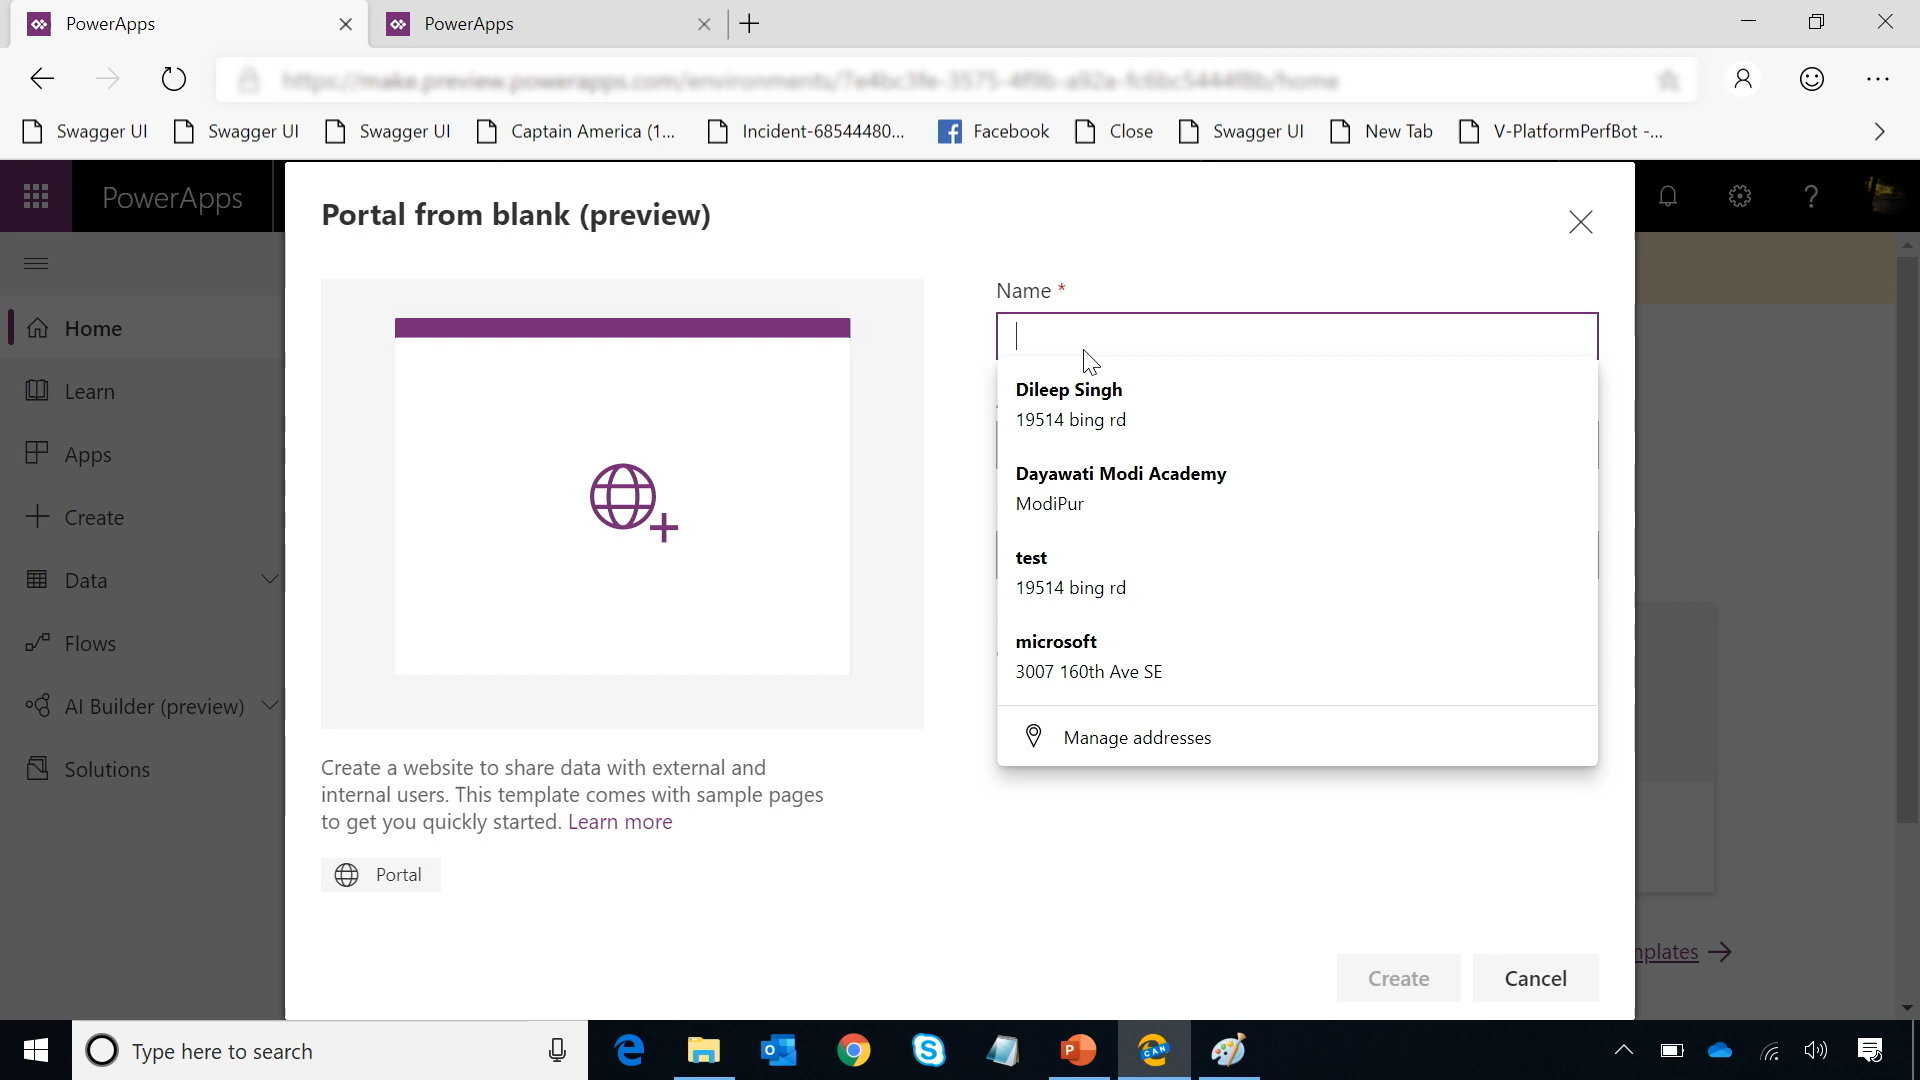 PowerApps
PowerApps
Swagger UI
Swagger UI
Swagger UI
Captain America (1...
Incident-68544480...
Facebook
Close
Swagger UI
New Tab
V-PlatformPerfBot -...
PowerApps
Portal from blank (preview)
Home
Learn
Apps
Create
Data
Flows
AI Builder (preview)
Solutions
Name *
Dileep Singh
19514 bing rd
Dayawati Modi Academy
ModiPur
test
19514 bing rd
microsoft
3007 160th Ave SE
Manage addresses
Create a website to share data with external and
internal users. This template comes with sample pages
to get you quickly started. Learn more
Portal
Create
Cancel
mplates
Type here to search
CAN